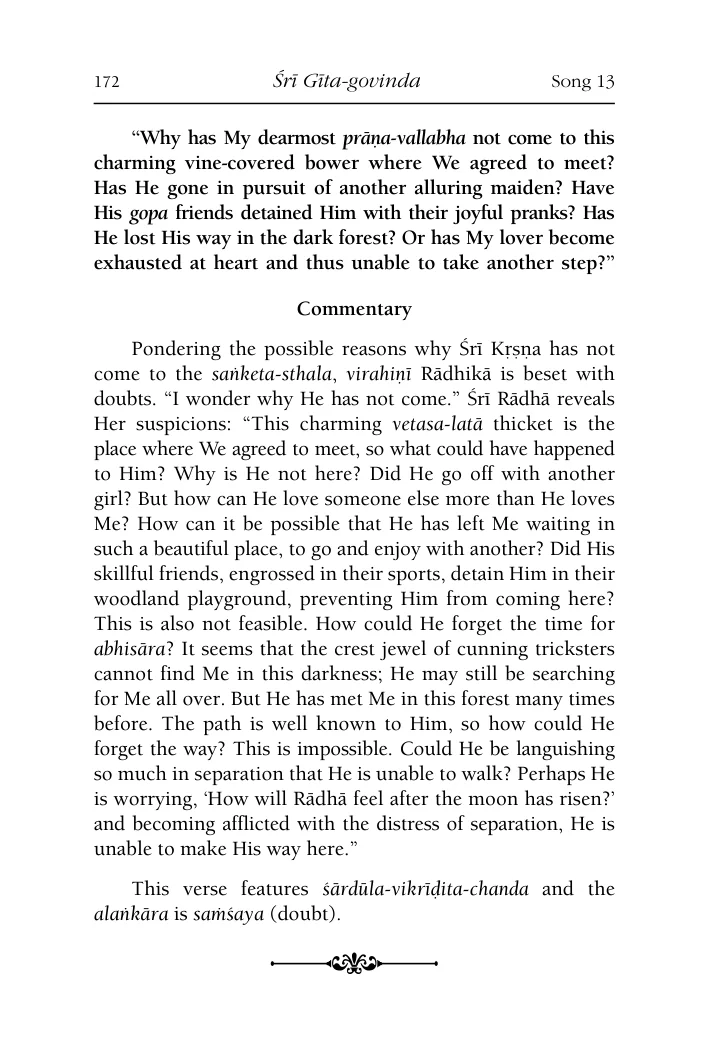 172 Śrī Gīta-govinda Song 13
“Why has My dearmost prāṇa-vallabha not come to this
charming vine-covered bower where We agreed to meet?
Has He gone in pursuit of another alluring maiden? Have
His gopa friends detained Him with their joyful pranks? Has
He lost His way in the dark forest? Or has My lover become
exhausted at heart and thus unable to take another step?”
Commentary
Pondering the possible reasons why Śrī Kṛṣṇa has not
come to the saṅketa-sthala, virahiṇī Rādhikā is beset with
doubts. “I wonder why He has not come.” Śrī Rādhā reveals
Her suspicions: “This charming vetasa-latā thicket is the
place where We agreed to meet, so what could have happened
to Him? Why is He not here? Did He go off with another
girl? But how can He love someone else more than He loves
Me? How can it be possible that He has left Me waiting in
such a beautiful place, to go and enjoy with another? Did His
skillful friends, engrossed in their sports, detain Him in their
woodland playground, preventing Him from coming here?
This is also not feasible. How could He forget the time for
abhisāra? It seems that the crest jewel of cunning tricksters
cannot find Me in this darkness; He may still be searching
for Me all over. But He has met Me in this forest many times
before. The path is well known to Him, so how could He
forget the way? This is impossible. Could He be languishing
so much in separation that He is unable to walk? Perhaps He
is worrying, ‘How will Rādhā feel after the moon has risen?’
and becoming afflicted with the distress of separation, He is
unable to make His way here.”
This verse features śārdūla-vikrīḍita-chanda and the
alaṅkāra is saṁśaya (doubt).